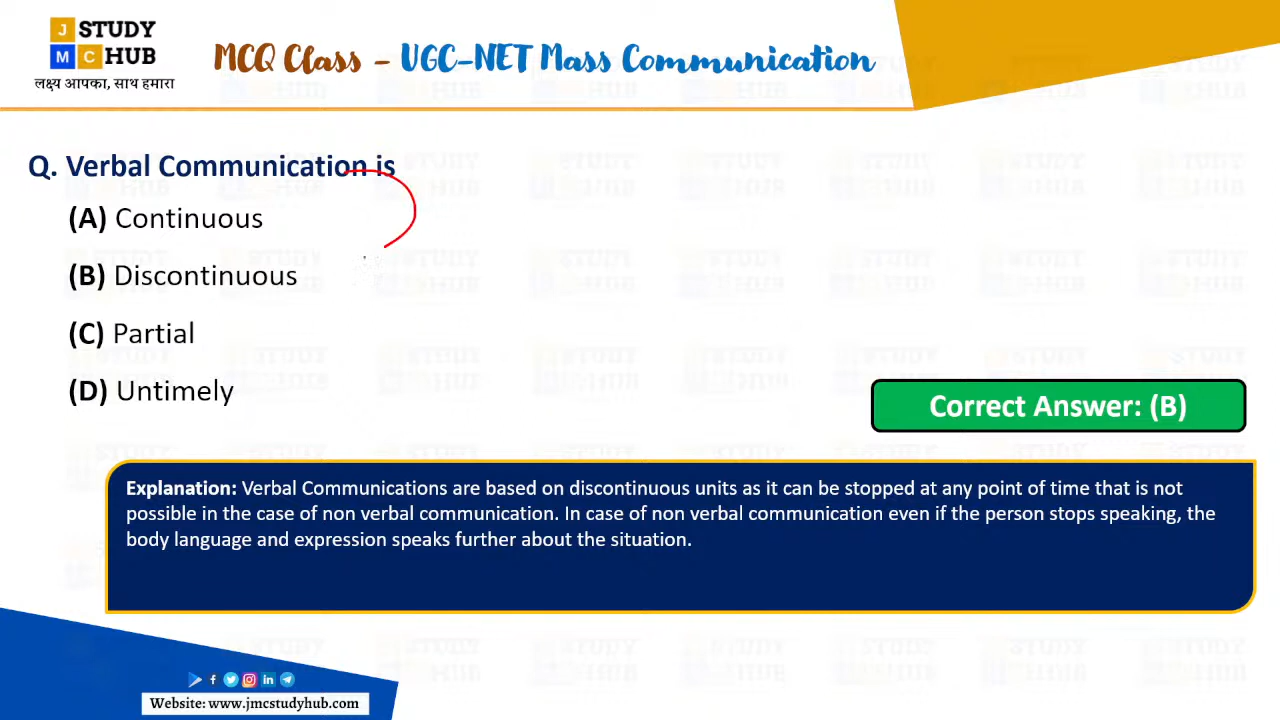 J STUDY
M C HUB
लक्ष्य आपका, साथ हमारा
MCQ Class - UGC-NET Mass Communication
Q. Verbal Communication is
(A) Continuous
(B) Discontinuous
(C) Partial
(D) Untimely
Correct Answer: (B)
Explanation: Verbal Communications are based on discontinuous units as it can be stopped at any point of time that is not
possible in the case of non verbal communication. In case of non verbal communication even if the person stops speaking, the
body language and expression speaks further about the situation.
Website: www.jmcstudyhub.com